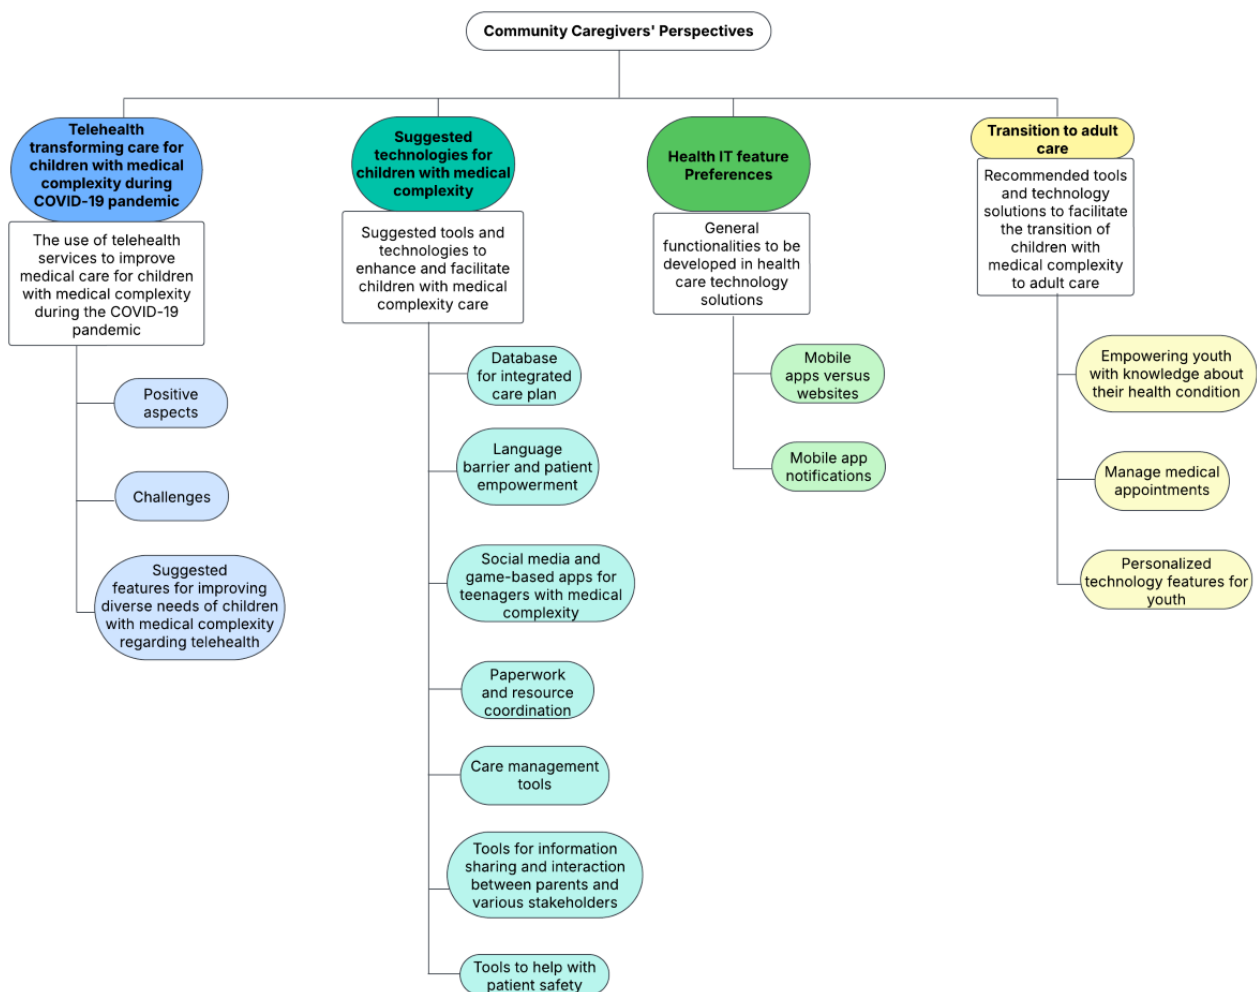 Community Caregivers' Perspectives
Telehealth
transforming care for
children with medical
complexity during
COVID-19 pandemic
The use of telehealth
services to improve
medical care for children
with medical complexity
during the COVID-19
pandemic
Positive
aspects
Challenges
Suggested
features for improving
diverse needs of children
with medical complexity
regarding telehealth
Suggested
technologies for
children with medical
complexity
Suggested tools and
technologies to
enhance and facilitate
children with medical
complexity care
Database
for integrated
care plan
Language
barrier and patient
empowerment
Social media and
game-based apps for
teenagers with medical
complexity
Paperwork
and resource
coordination
Care management
tools
Tools for information
sharing and interaction
between parents and
various stakeholders
Tools to help with
patient safety
Health IT feature
Preferences
General
functionalities to be
developed in health
care technology
solutions
Mobile
apps versus
websites
Mobile app
notifications
Transition to adult
care
Recommended tools
and technology
solutions to facilitate
the transition of
children with
medical complexity
to adult care
Empowering youth
with knowledge about
their health condition
Manage medical
appointments
Personalized
technology features for
youth